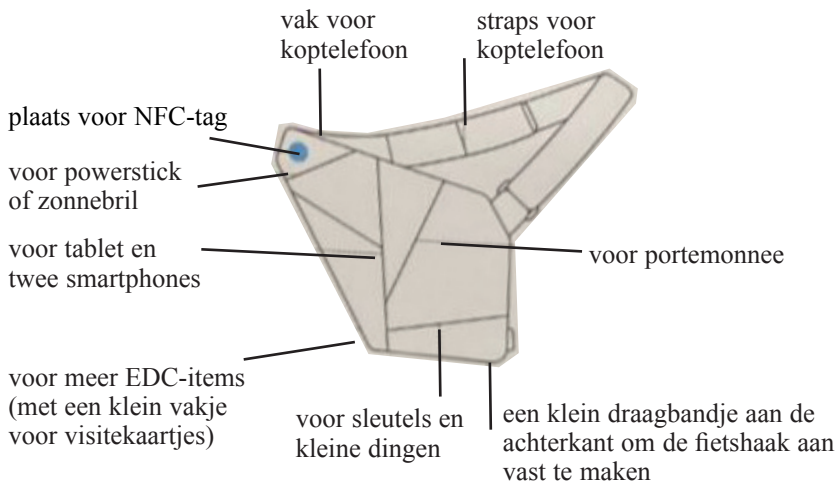 vak voor
koptelefoon
straps voor
koptelefoon
plaats voor NFC-tag
voor powerstick
of zonnebril
voor tablet en
twee smartphones
voor portemonnee
voor meer EDC-items
(met een klein vakje
voor visitekaartjes)
voor sleutels en
kleine dingen
een klein draagbandje aan de
achterkant om de fietshaak aan
vast te maken